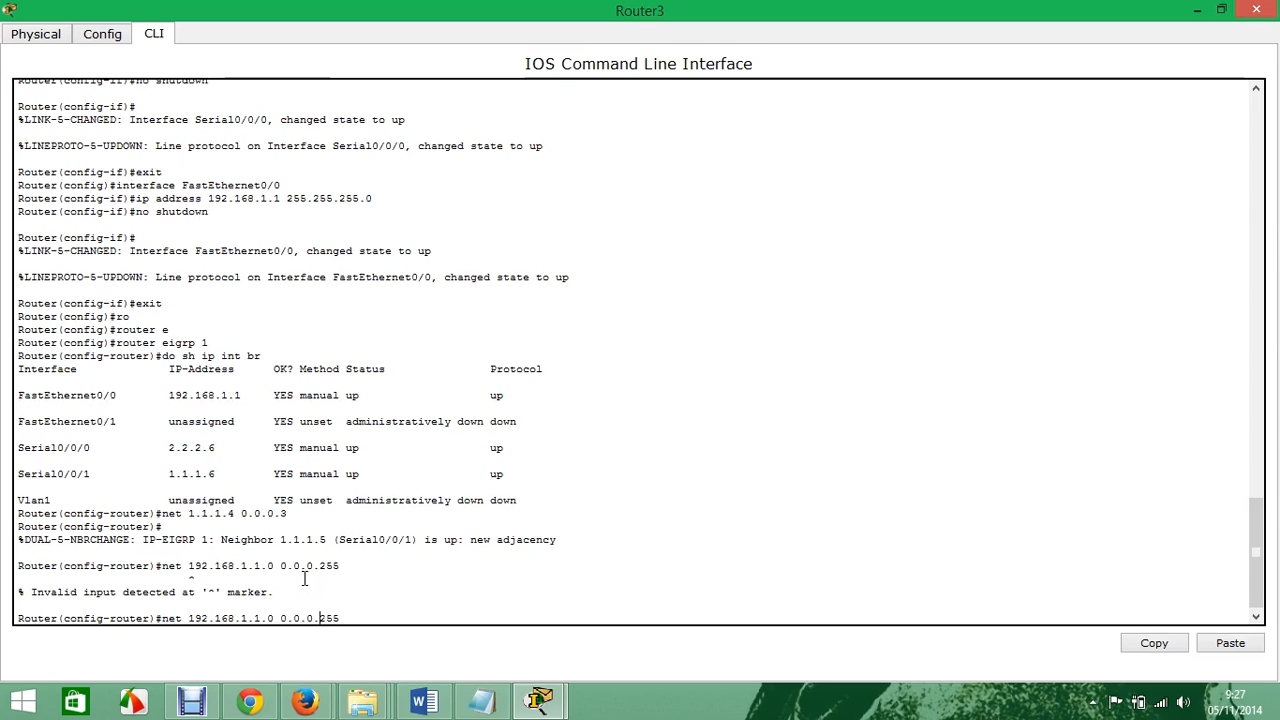 Router3
Physical Config CLI
IOS Command Line Interface
Router(config-if)#no shutdown
Router(config-if)#
%LINK-5-CHANGED: Interface Serial0/0/0, changed state to up
%LINEPROTO-5-UPDOWN: Line protocol on Interface Serial0/0/0, changed state to up
Router(config-if)#exit
Router(config)#interface FastEthernet0/0
Router(config-if)#ip address 192.168.1.1 255.255.255.0
Router(config-if)#no shutdown
Router(config-if)#
%LINK-5-CHANGED: Interface FastEthernet0/0, changed state to up
%LINEPROTO-5-UPDOWN: Line protocol on Interface FastEthernet0/0, changed state to up
Router(config-if)#exit
Router(config)#ro
Router(config)#router e
Router(config)#router eigrp 1
Router(config-router)#do sh ip int br
Interface IP-Address OK? Method Status Protocol
FastEthernet0/0 192.168.1.1 YES manual up up
FastEthernet0/1 unassigned YES unset administratively down down
Serial0/0/0 2.2.2.6 YES manual up up
Serial0/0/1 1.1.1.6 YES manual up up
Vlan1 unassigned YES unset administratively down down
Router(config-router)#net 1.1.1.4 0.0.0.3
Router(config-router)#
%DUAL-5-NBRCHANGE: IP-EIGRP 1: Neighbor 1.1.1.5 (Serial0/0/1) is up: new adjacency
Router(config-router)#net 192.168.1.1.0 0.0.0.255
^
% Invalid input detected at '^' marker.
Router(config-router)#net 192.168.1.1.0 0.0.0.255
Copy Paste
9:27
05/11/2014